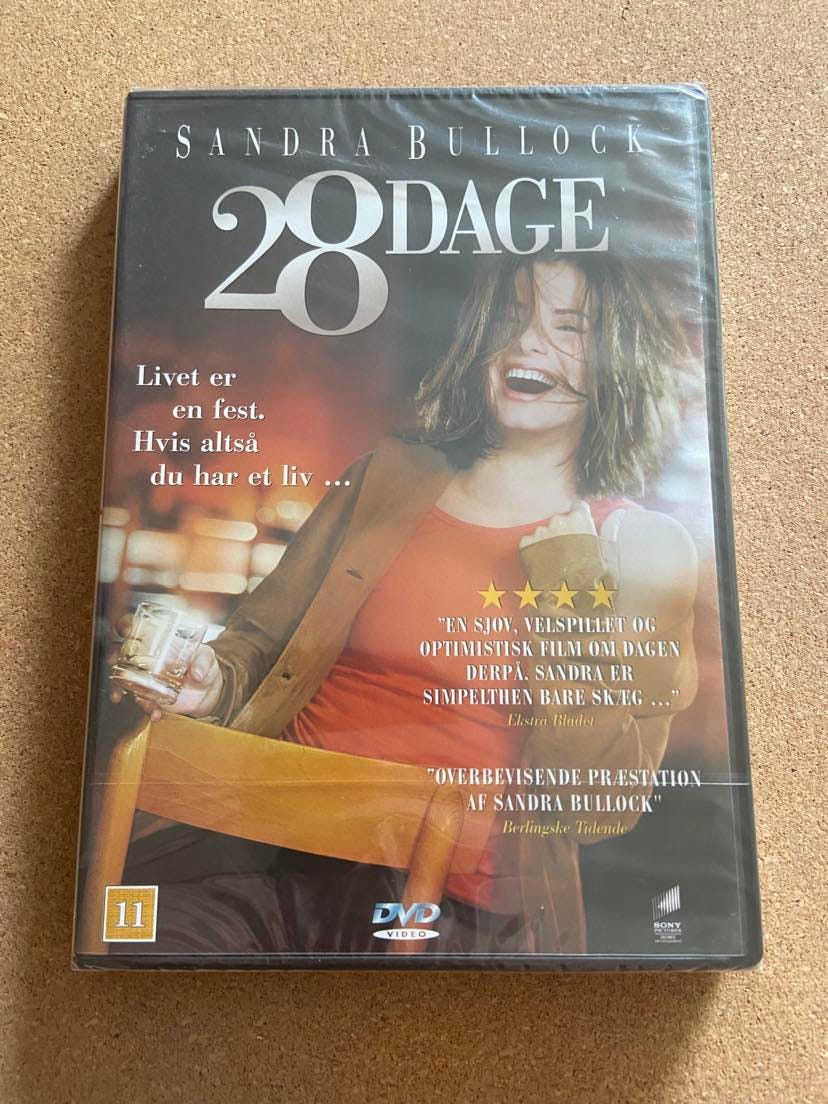 SANDRA BULLOCK
28 DAGE
Livet er
en fest.
Hvis altså
du har et liv ...
"EN SJOV, VELSPILLET OG
OPTIMISTISK FILM OM DAGEN
DERPÅ. SANDRA ER
SIMPELTHEN BARE SKÆG ..."
Ekstra Bladet
"OVERBEVISENDE PRÆSTATION
AF SANDRA BULLOCK"
Berlingske Tidende
11
DVD
VIDEO
SONY
PICTURES